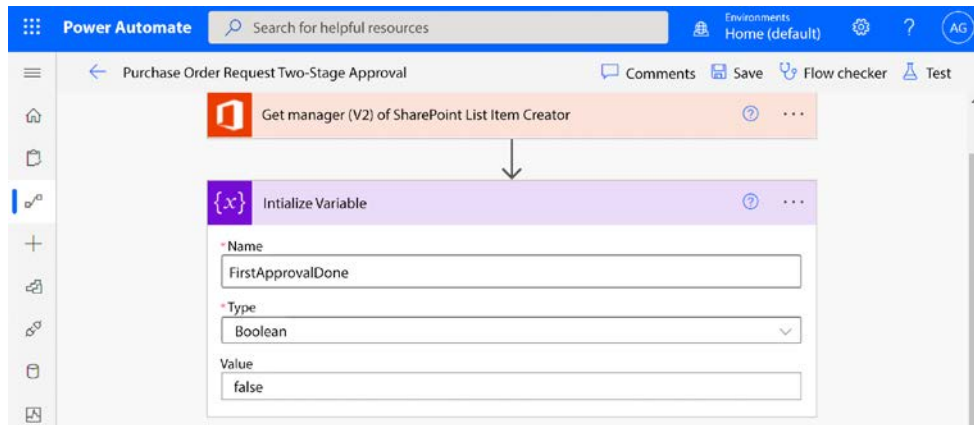 Power Automate
Search for helpful resources
Environments
Home (default)
?
AG
Purchase Order Request Two-Stage Approval
Comments
Save
Flow checker
Test
Get manager (V2) of SharePoint List Item Creator
?
...
{x}
Intialize Variable
?
...
*Name
FirstApprovalDone
*Type
Boolean
Value
false